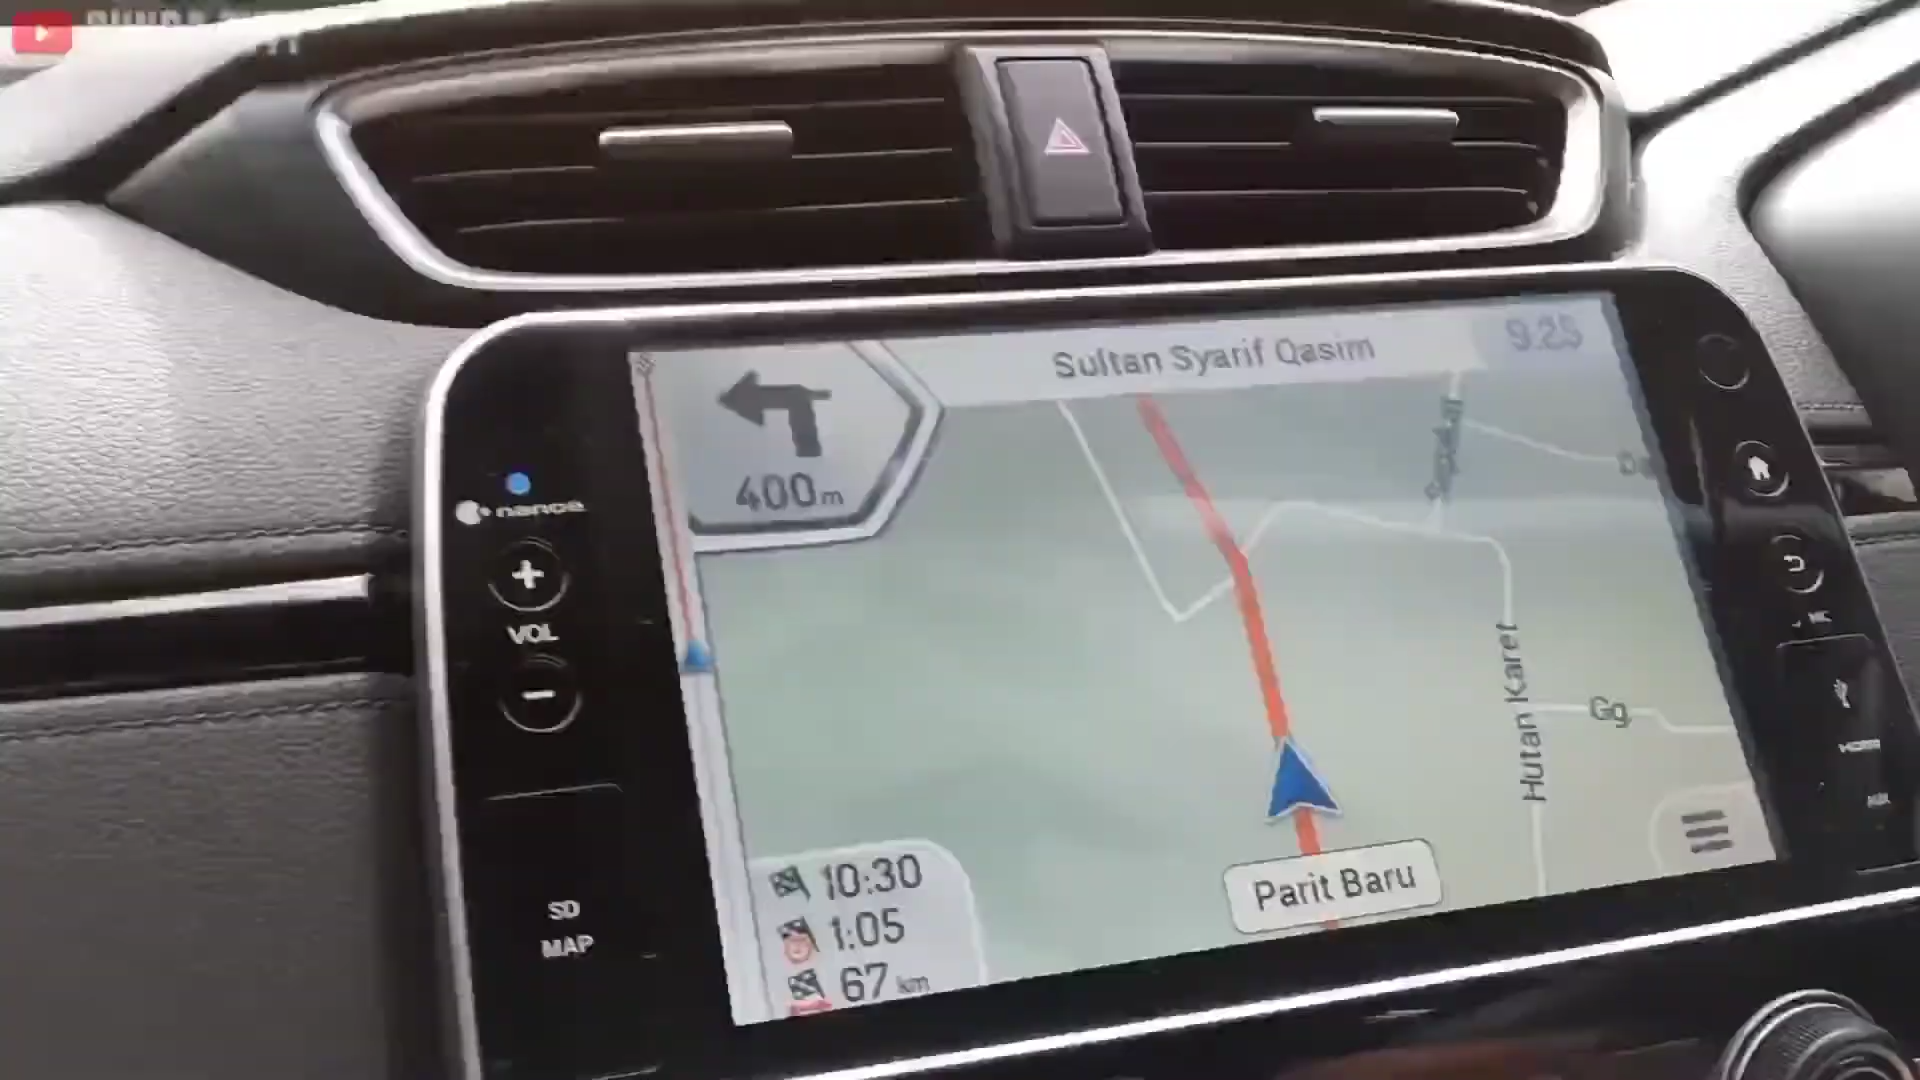 Sultan Syarif Qasim
9:25
400m
VOL
Hutan Karet
Gg.
SD
MAP
10:30
1:05
67 km
Parit Baru
HDMI